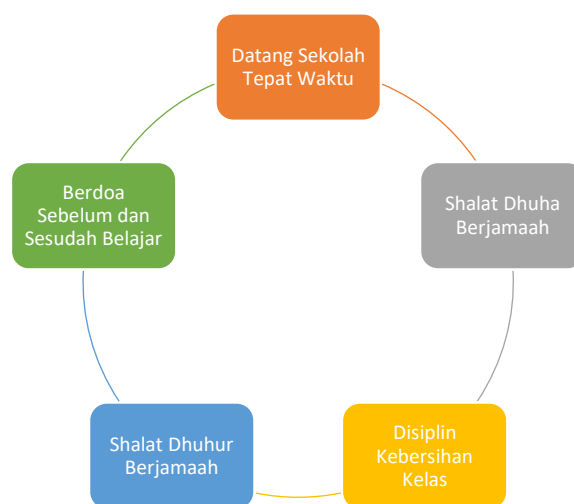 Datang Sekolah
Tepat Waktu
Shalat Dhuha
Berjamaah
Disiplin
Kebersihan
Kelas
Shalat Dhuhur
Berjamaah
Berdoa
Sebelum dan
Sesudah Belajar